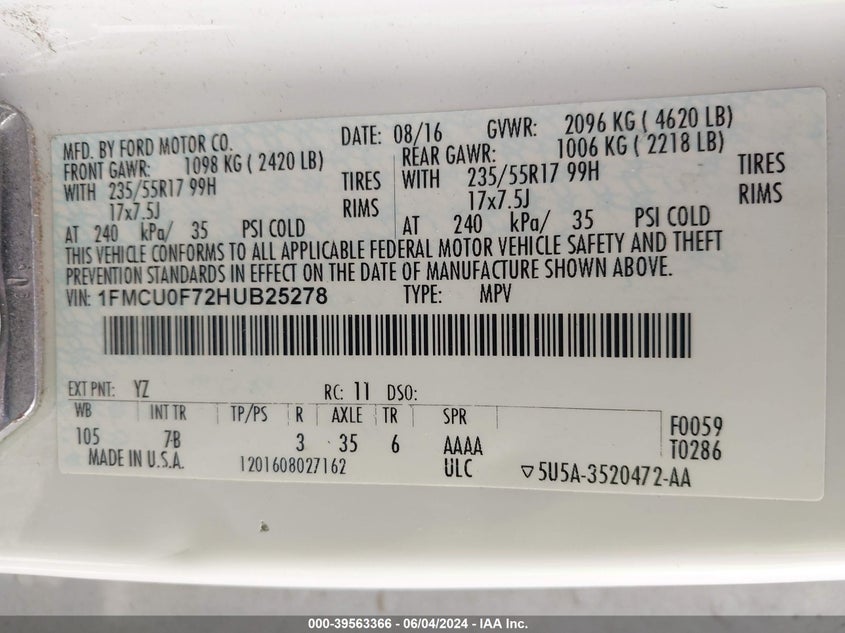 MFD. BY FORD MOTOR CO. DATE: 08/16 GVWR: 2096 KG ( 4620 LB)
FRONT GAWR: 1098 KG ( 2420 LB) REAR GAWR: 1006 KG ( 2218 LB)
WITH 235/55R17 99H TIRES WITH 235/55R17 99H TIRES
17x7.5J RIMS 17x7.5J RIMS
AT 240 kPa/ 35 PSI COLD AT 240 kPa/ 35 PSI COLD
THIS VEHICLE CONFORMS TO ALL APPLICABLE FEDERAL MOTOR VEHICLE SAFETY AND THEFT
PREVENTION STANDARDS IN EFFECT ON THE DATE OF MANUFACTURE SHOWN ABOVE.
VIN: 1FMCU0F72HUB25278 TYPE: MPV
EXT PNT: YZ RC: 11 DSO:
WB INT TR TP/PS R AXLE TR SPR F0059
105 7B 3 35 6 AAAA T0286
MADE IN U.S.A. 1201608027162 ULC ▽5U5A-3520472-AA
000-39563366 - 06/04/2024 - IAA Inc.